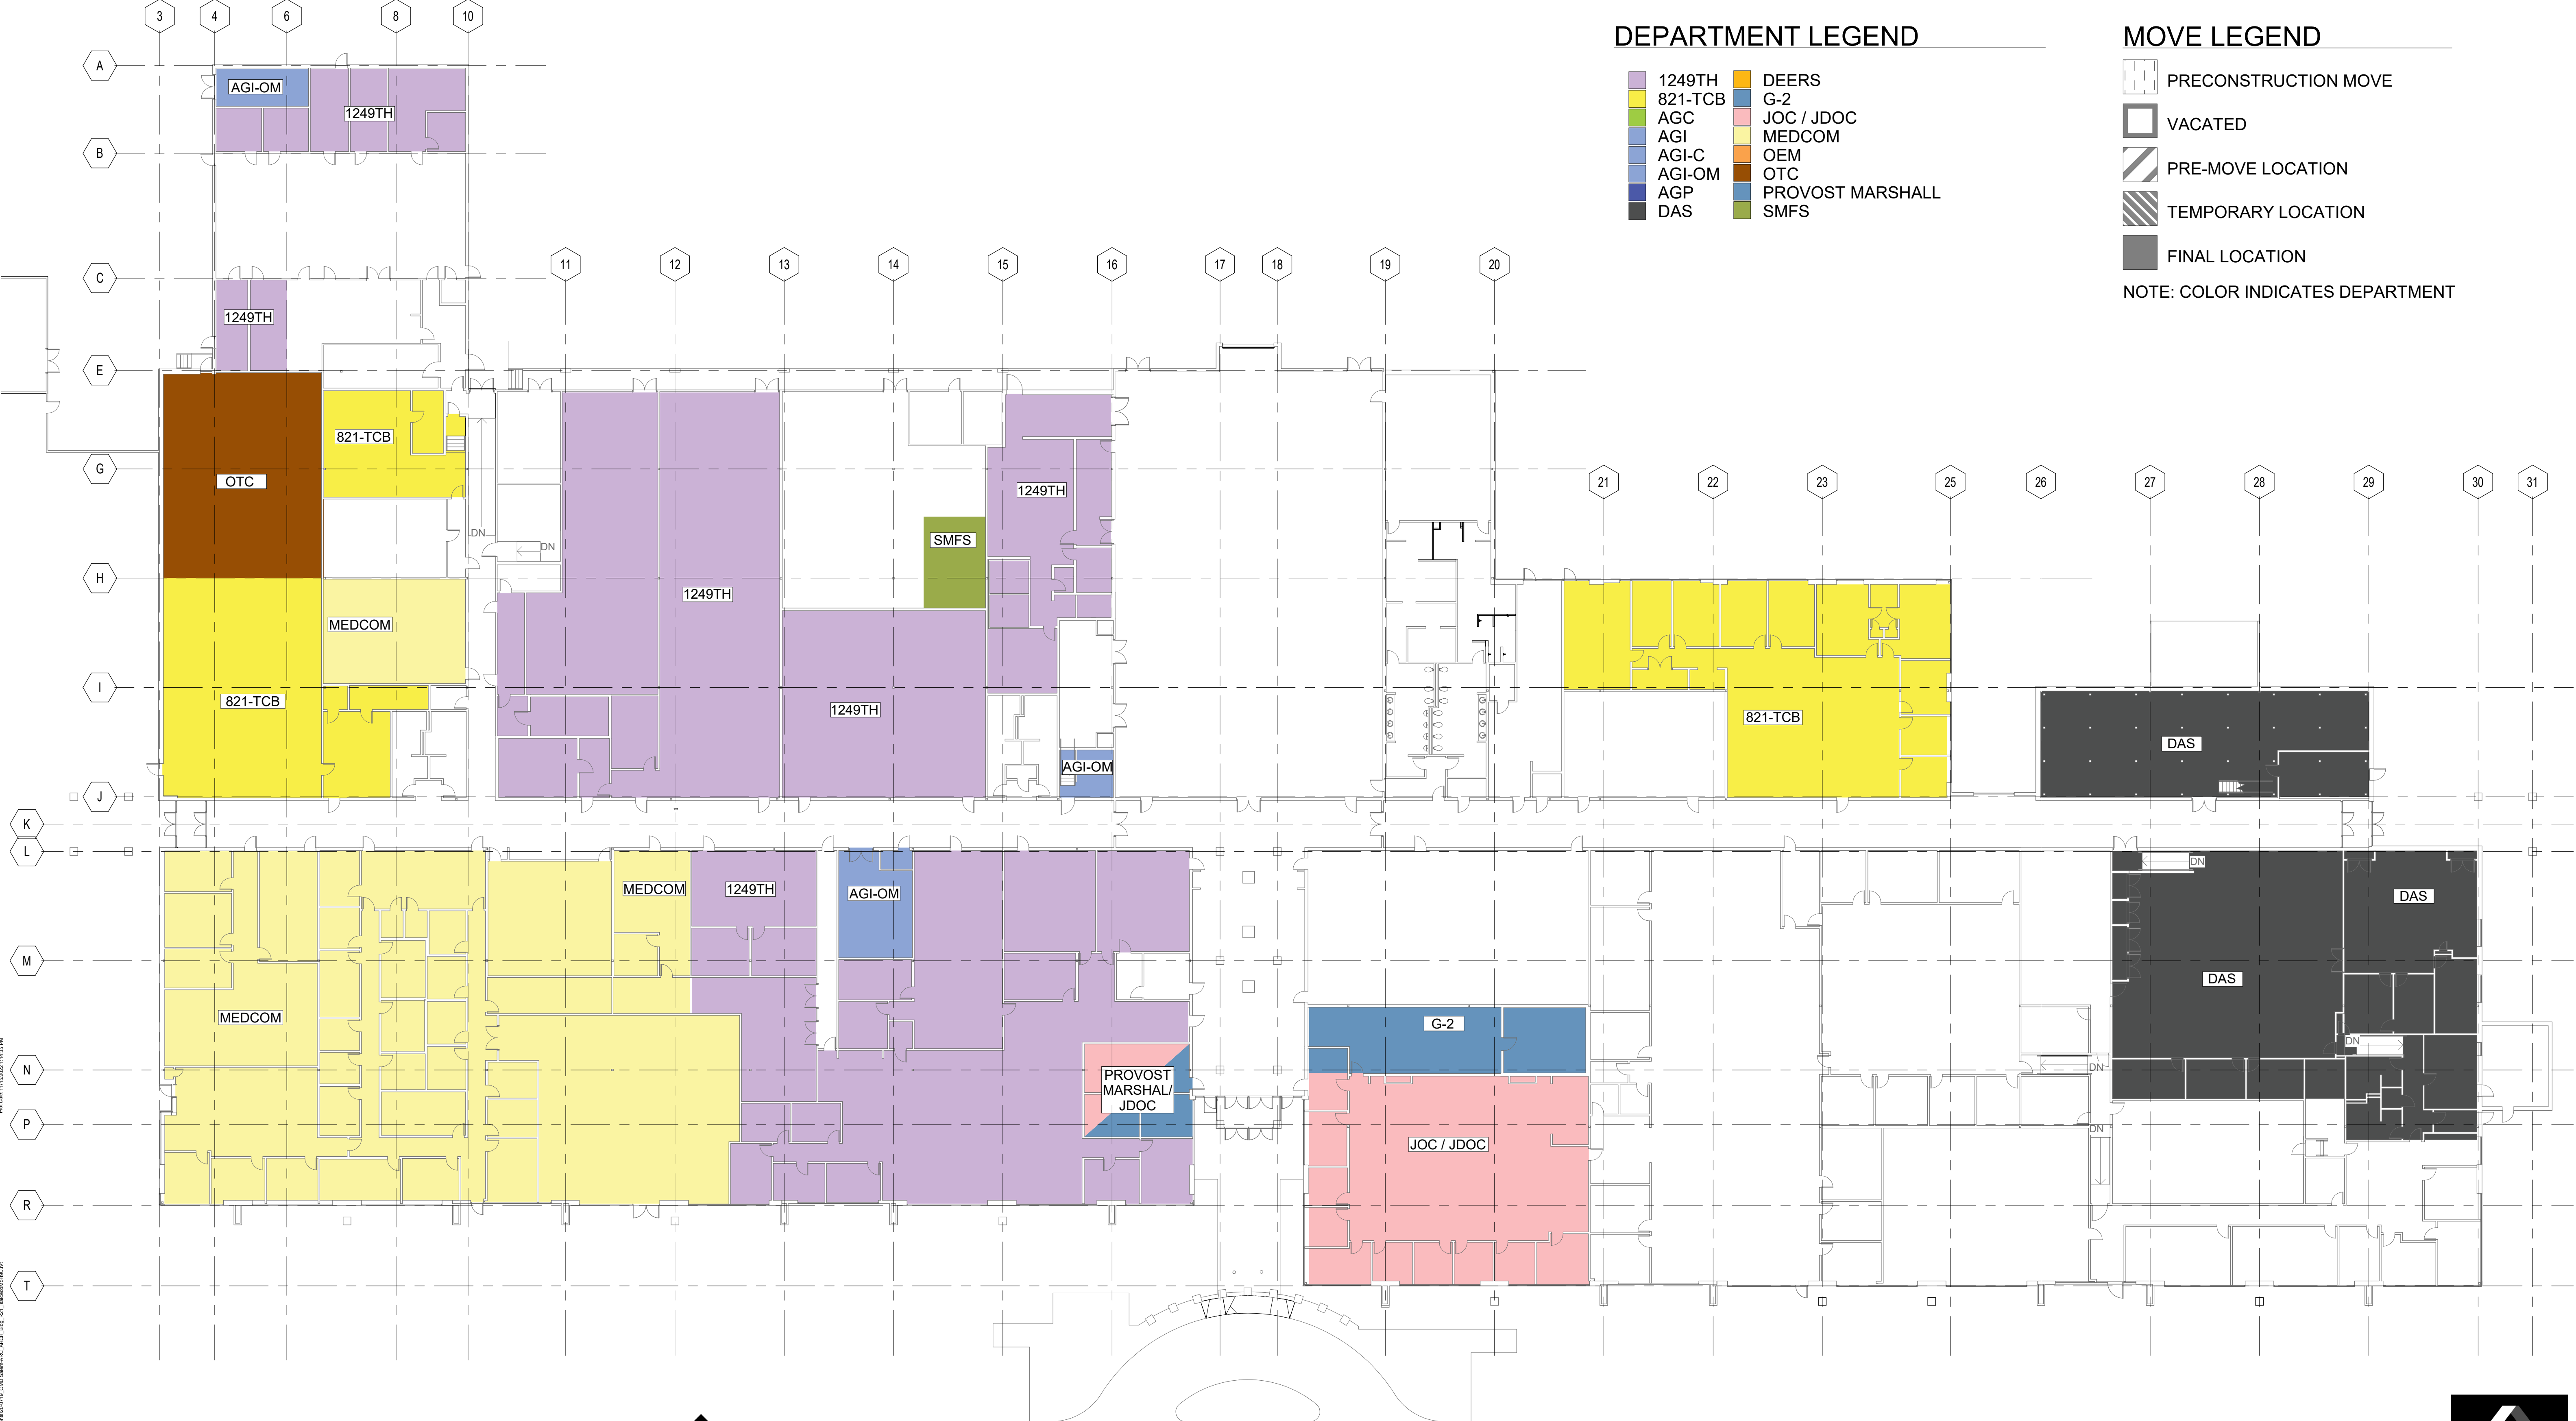 3
4
6
8
10
DEPARTMENT LEGEND
1249TH
821-TCB
AGC
AGI
AGI-C
AGI-OM
AGP
DAS
DEERS
G-2
JOC / JDOC
MEDCOM
OEM
OTC
PROVOST MARSHALL
SMFS
MOVE LEGEND
PRECONSTRUCTION MOVE
VACATED
PRE-MOVE LOCATION
TEMPORARY LOCATION
FINAL LOCATION
NOTE: COLOR INDICATES DEPARTMENT
A
AGI-OM
1249TH
B
11
12
13
14
15
16
17
18
19
20
C
1249TH
E
821-TCB
G
OTC
1249TH
21
22
23
25
26
27
28
29
30
31
DN
DN
SMFS
H
1249TH
MEDCOM
I
821-TCB
1249TH
821-TCB
DAS
AGI-OM
J
K
L
DN
MEDCOM
1249TH
AGI-OM
DAS
M
DAS
MEDCOM
G-2
DN
N
DN
PROVOST
MARSHAL/
JDOC
P
DN
JOC / JDOC
R
T